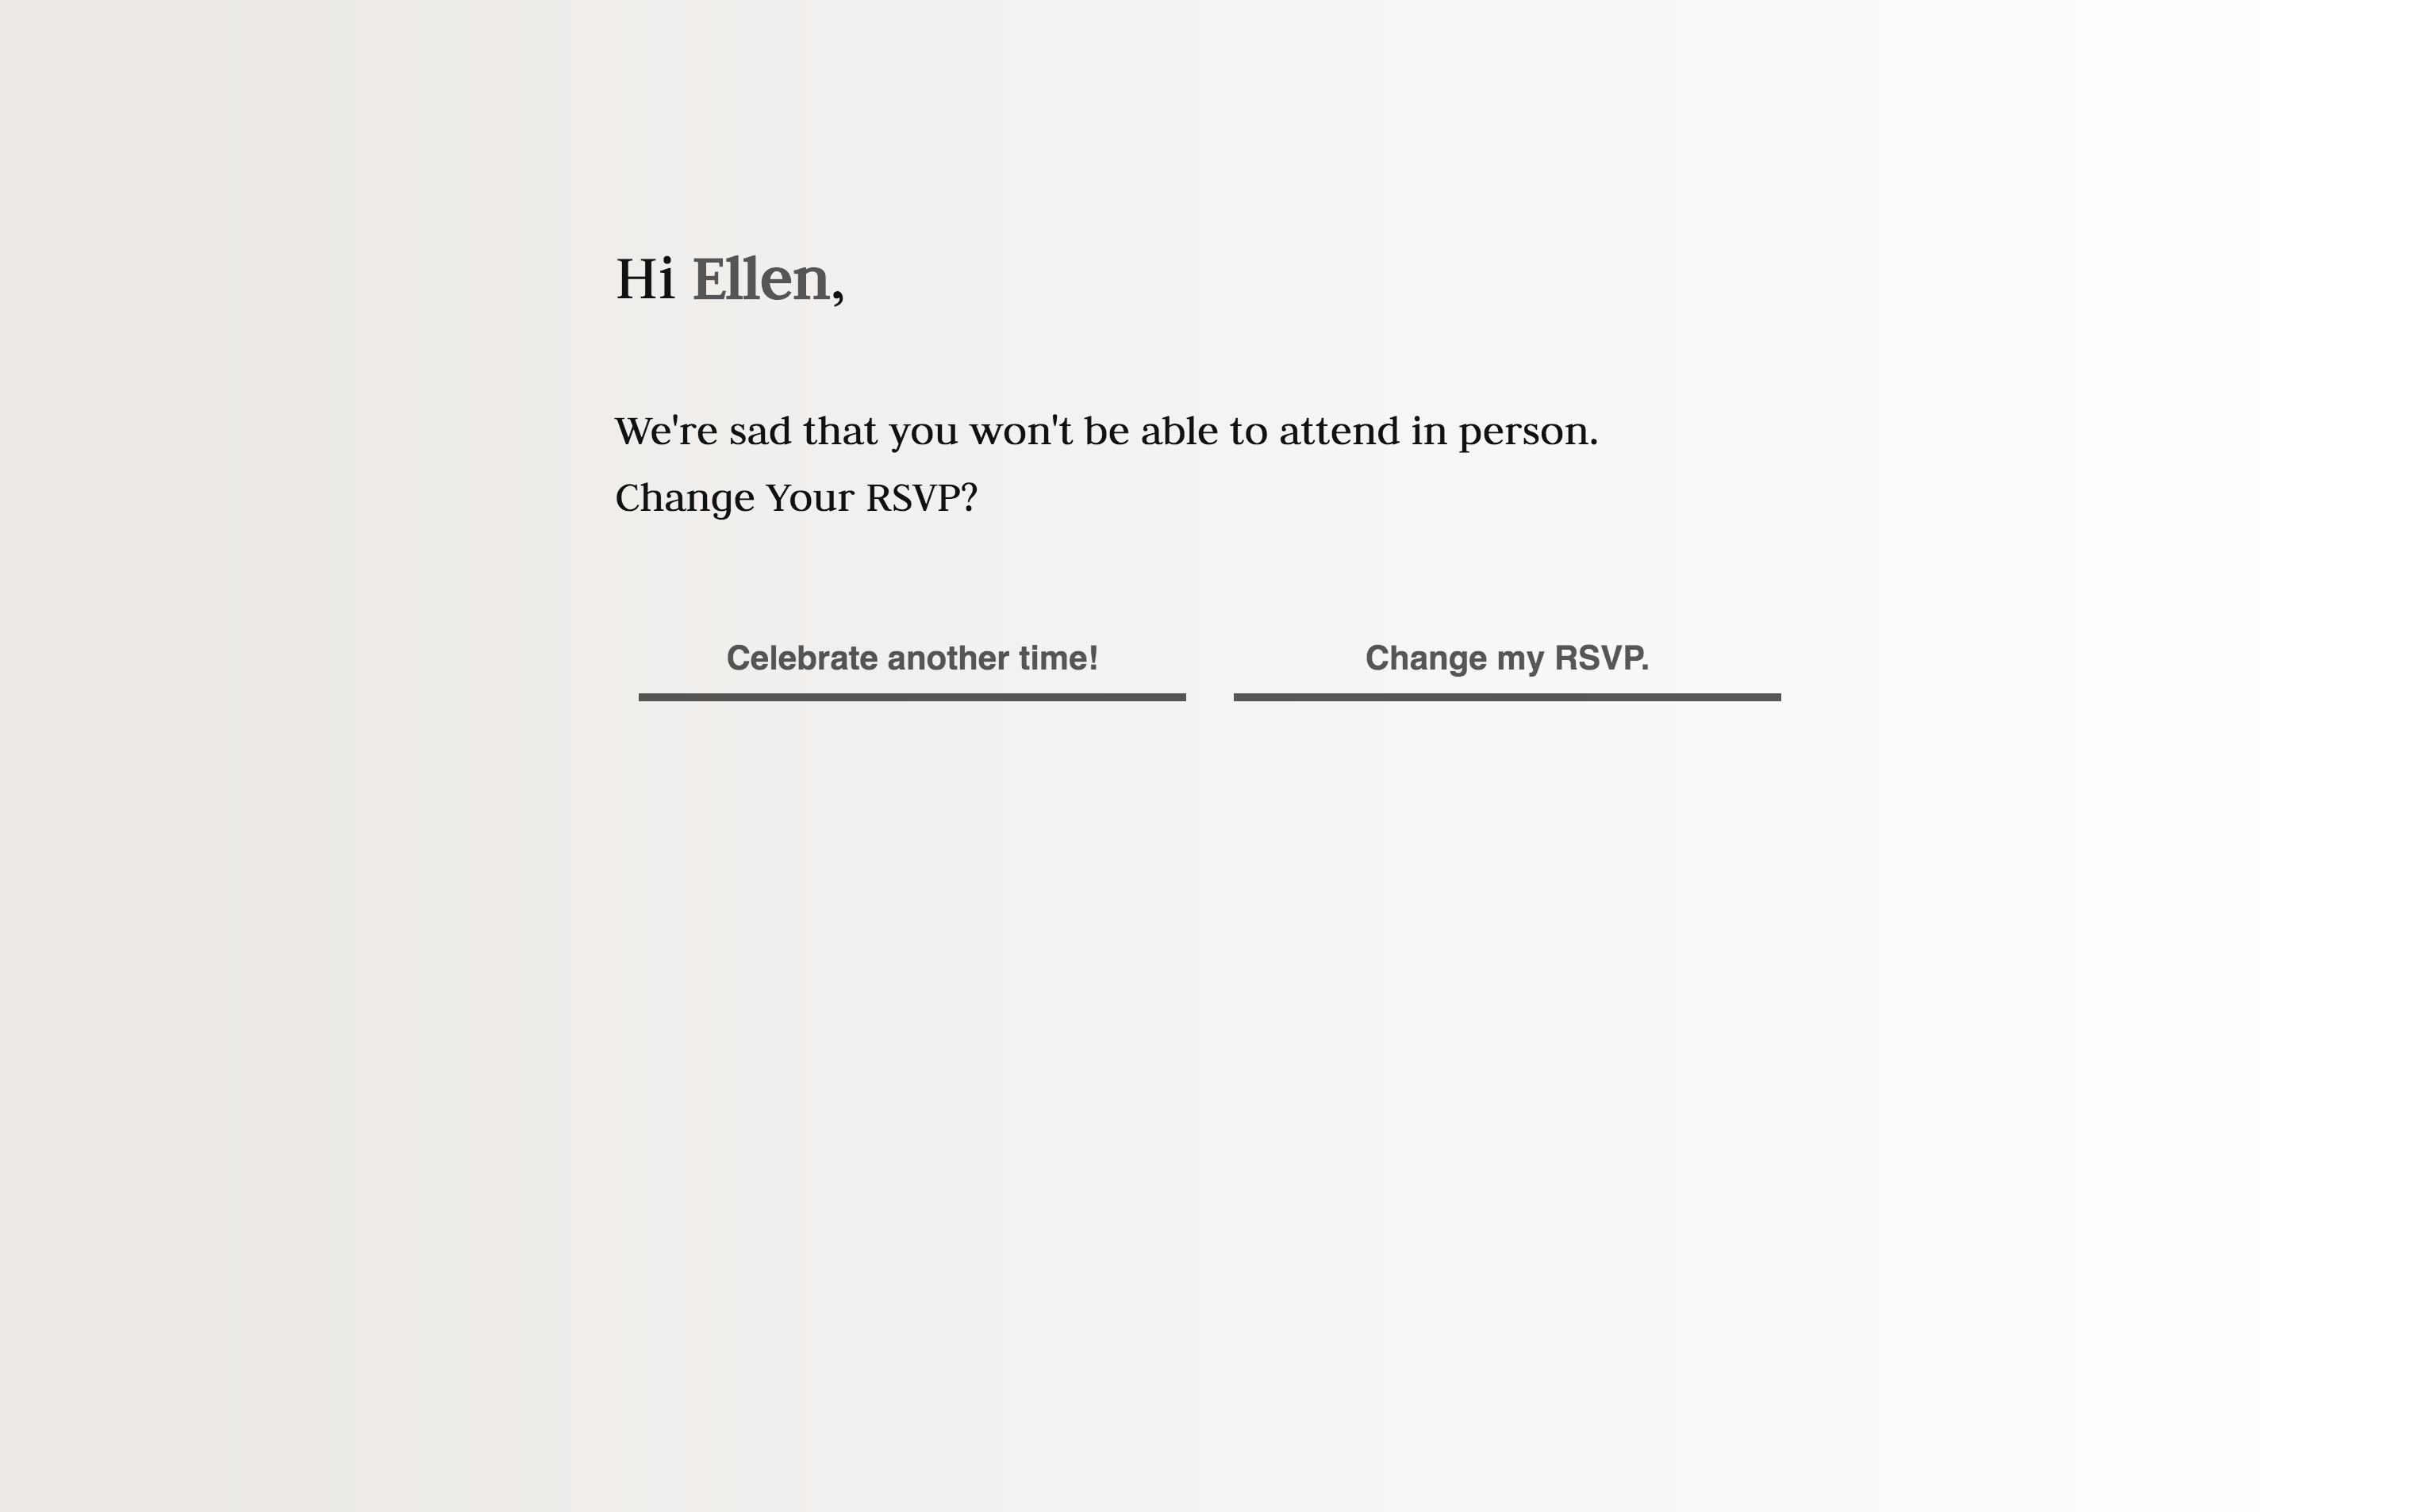 Hi Ellen,
We're sad that you won't be able to attend in person.
Change Your RSVP?
Celebrate another time!
Change my RSVP.